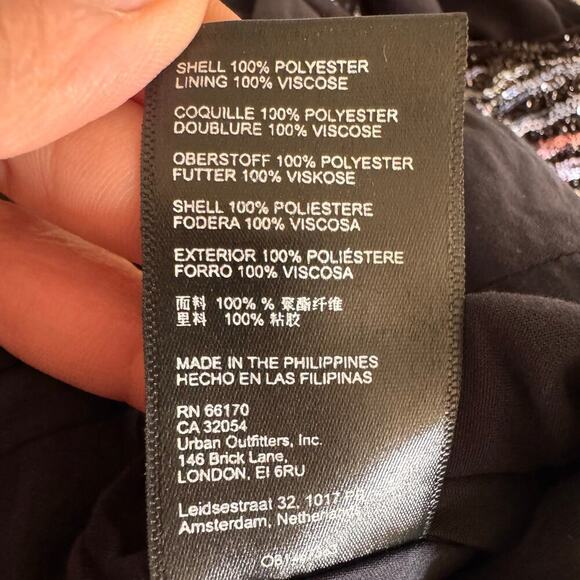 SHELL 100% POLYESTER
LINING 100% VISCOSE
COQUILLE 100% POLYESTER
DOUBLURE 100% VISCOSE
OBERSTOFF 100% POLYESTER
FUTTER 100% VISKOSE
SHELL 100% POLIESTERE
FODERA 100% VISCOSA
EXTERIOR 100% POLIÉSTERE
FORRO 100% VISCOSA
面料 100% % 聚酯纤维
里料 100% 粘胶
MADE IN THE PHILIPPINES
HECHO EN LAS FILIPINAS
RN 66170
CA 32054
Urban Outfitters, Inc.
146 Brick Lane,
LONDON, EI 6RU
Leidsestraat 32, 1017
Amsterdam,